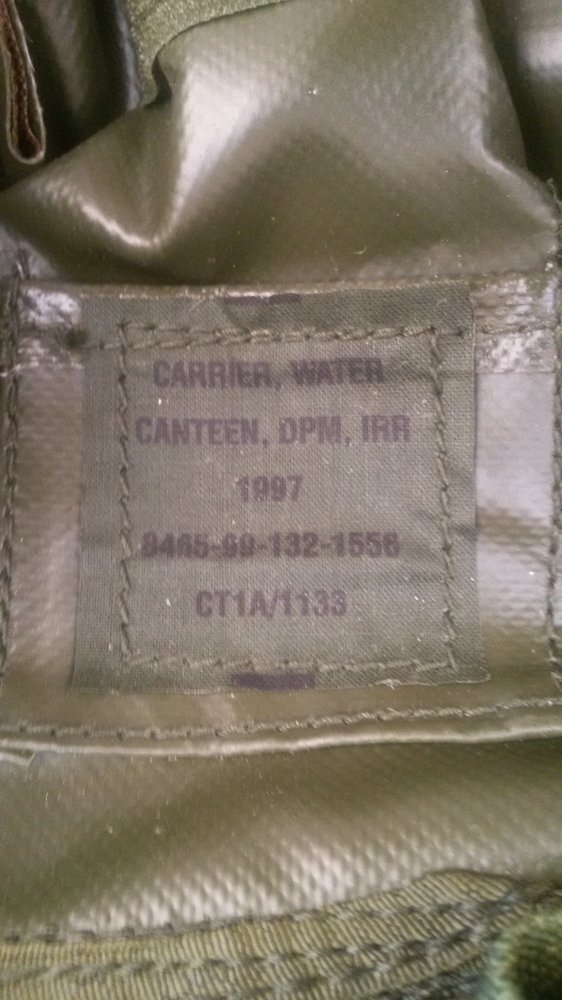 CARRIER, WATER
CANTEEN, DPM, IRR
1997
8465-99-132-1556
CT1A/1133